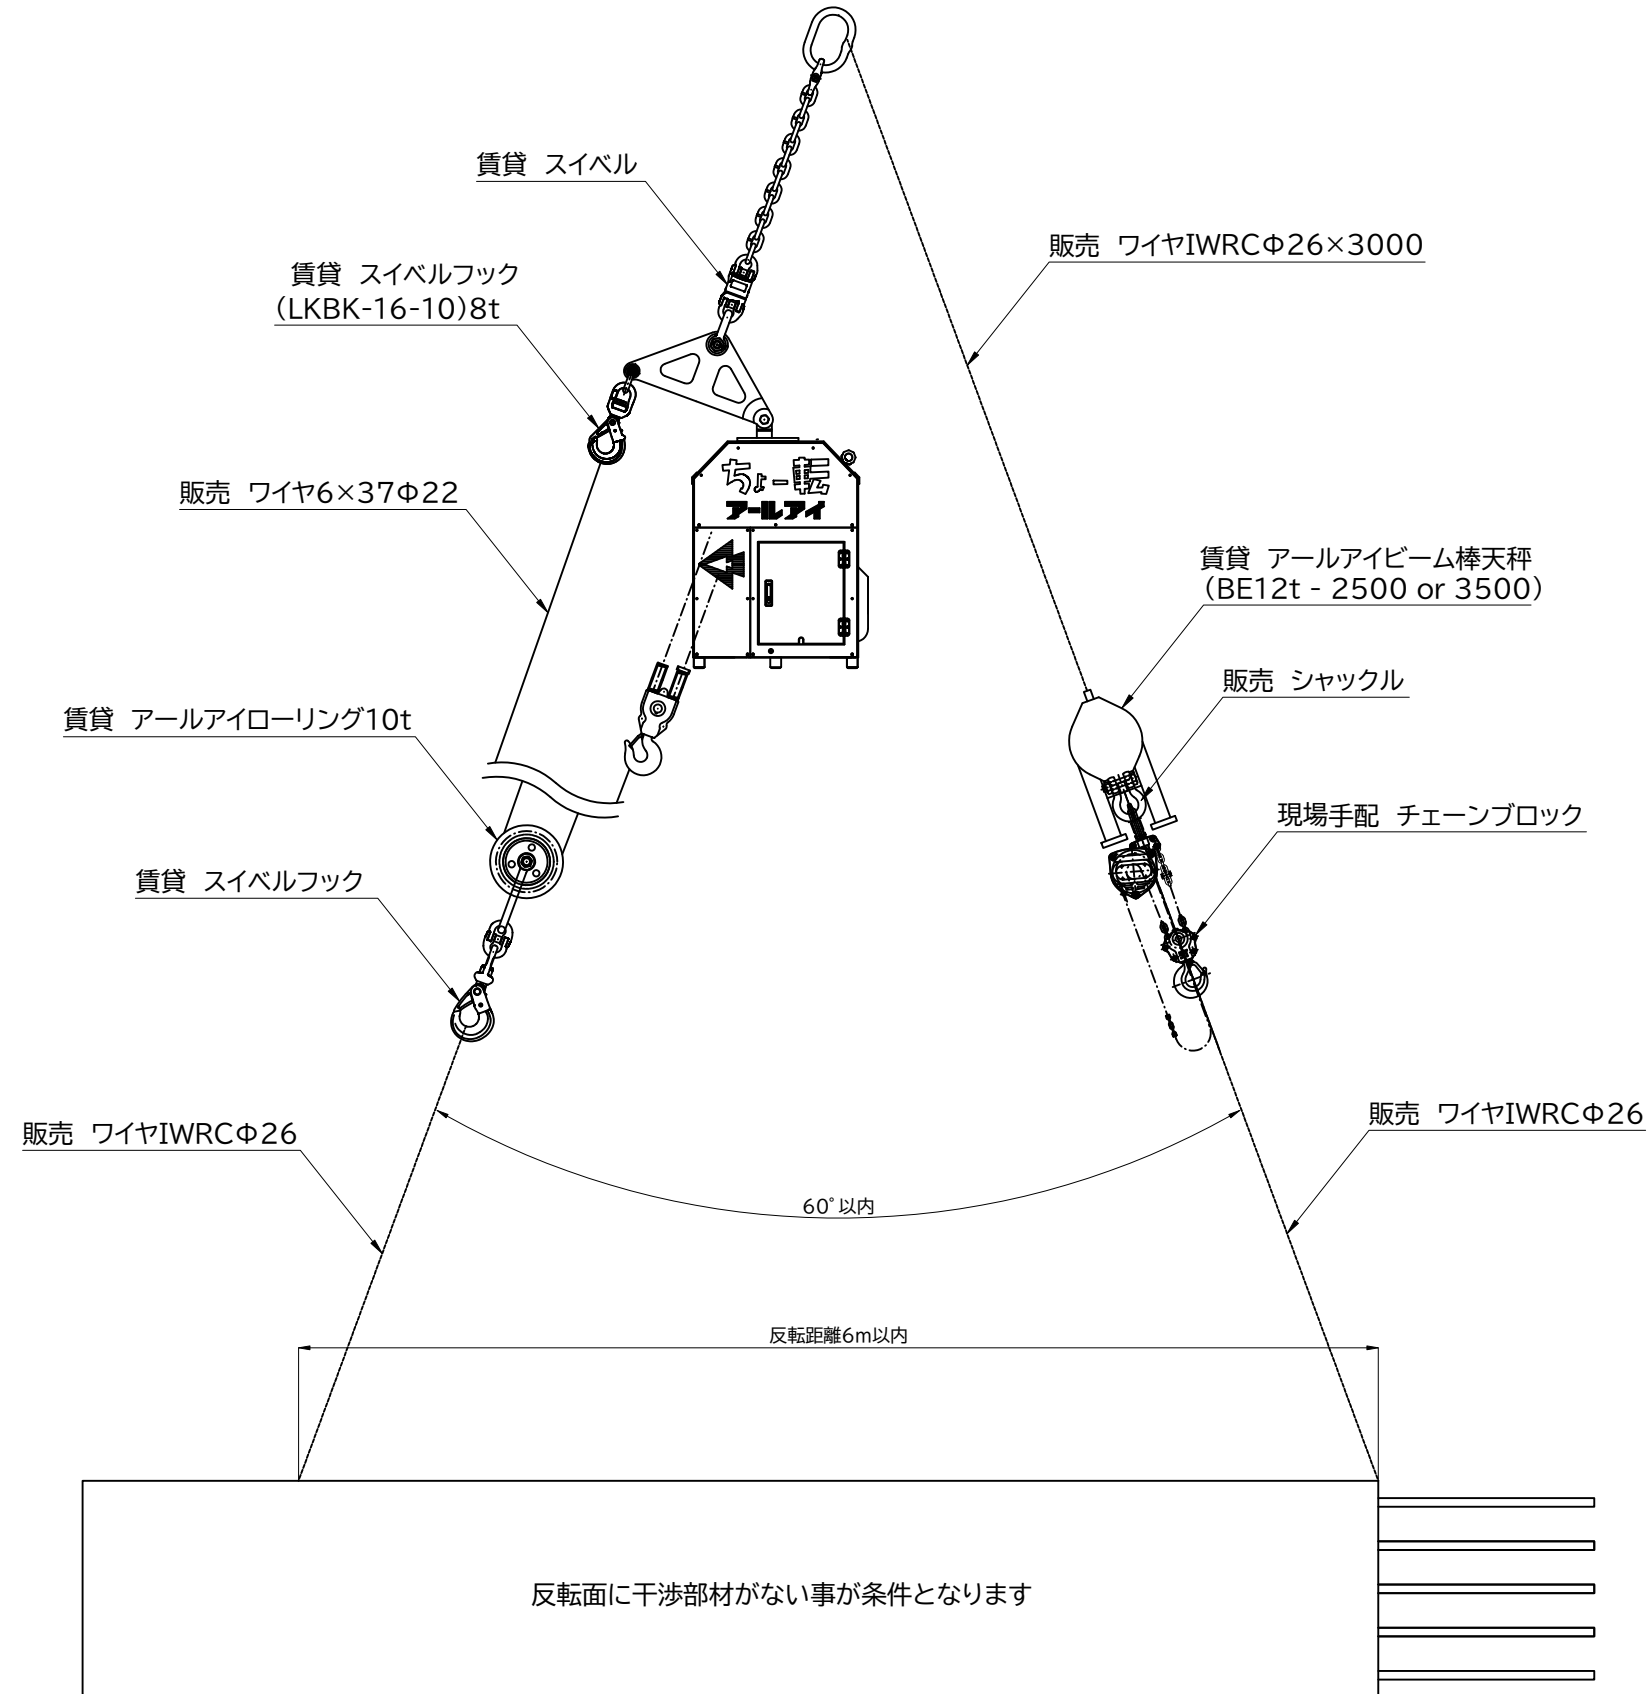 賃貸　スイベル
販売　ワイヤIWRCΦ26×3000
賃貸　スイベルフック
(LKBK-16-10)8t
ちょー転
アールアイ
販売　ワイヤ6×37Φ22
賃貸　アールアイビーム棒天秤
(BE12t - 2500 or 3500)
販売　シャックル
賃貸　アールアイローリング10t
現場手配　チェーンブロック
賃貸　スイベルフック
販売　ワイヤIWRCΦ26
販売　ワイヤIWRCΦ26
60°以内
反転距離6m以内
反転面に干渉部材がない事が条件となります